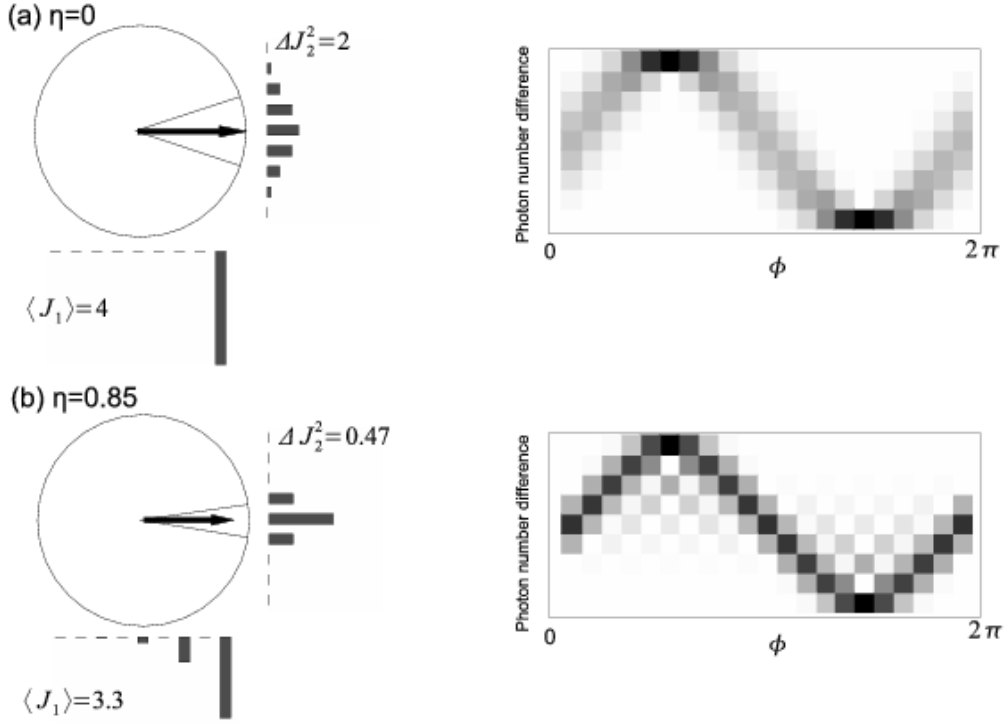 (a) η=0
ΔJ₂²=2
⟨J₁⟩=4
Photon number difference
0
ϕ
2π
(b) η=0.85
ΔJ₂²=0.47
⟨J₁⟩=3.3
Photon number difference
0
ϕ
2π